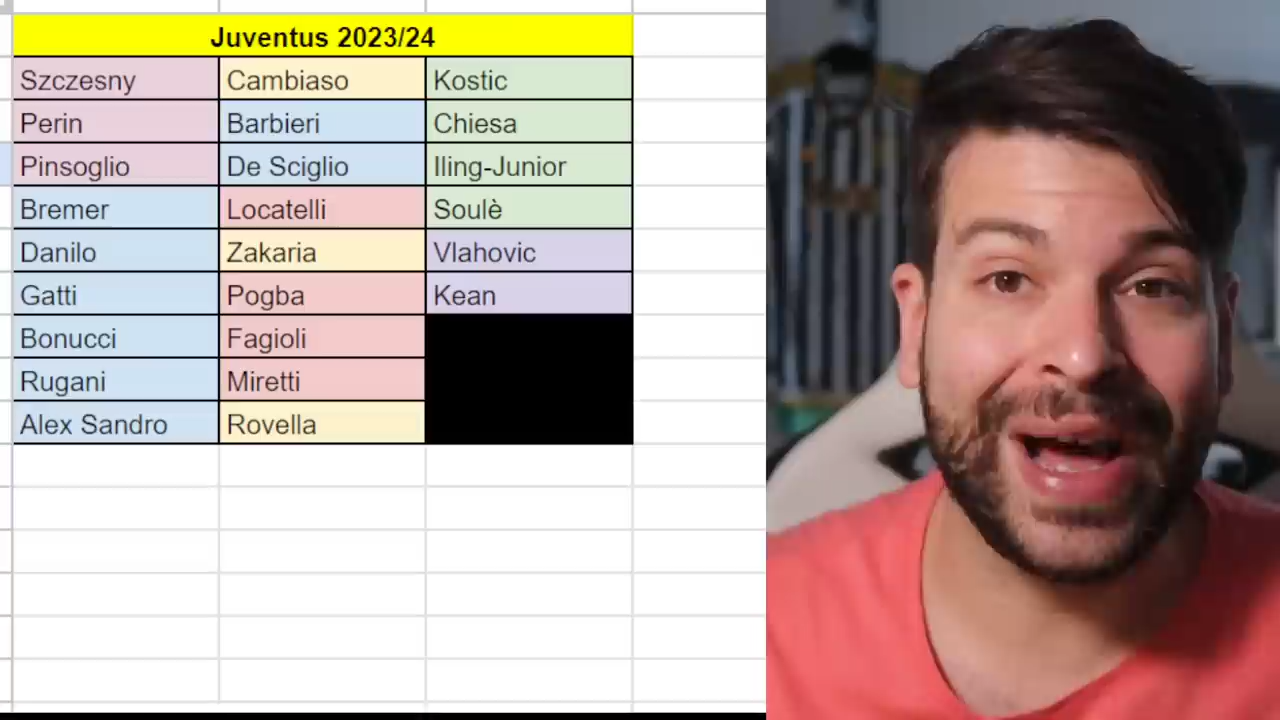 Juventus 2023/24
Szczesny Cambiaso Kostic
Perin Barbieri Chiesa
Pinsoglio De Sciglio Iling-Junior
Bremer Locatelli Soulè
Danilo Zakaria Vlahovic
Gatti Pogba Kean
Bonucci Fagioli
Rugani Miretti
Alex Sandro Rovella